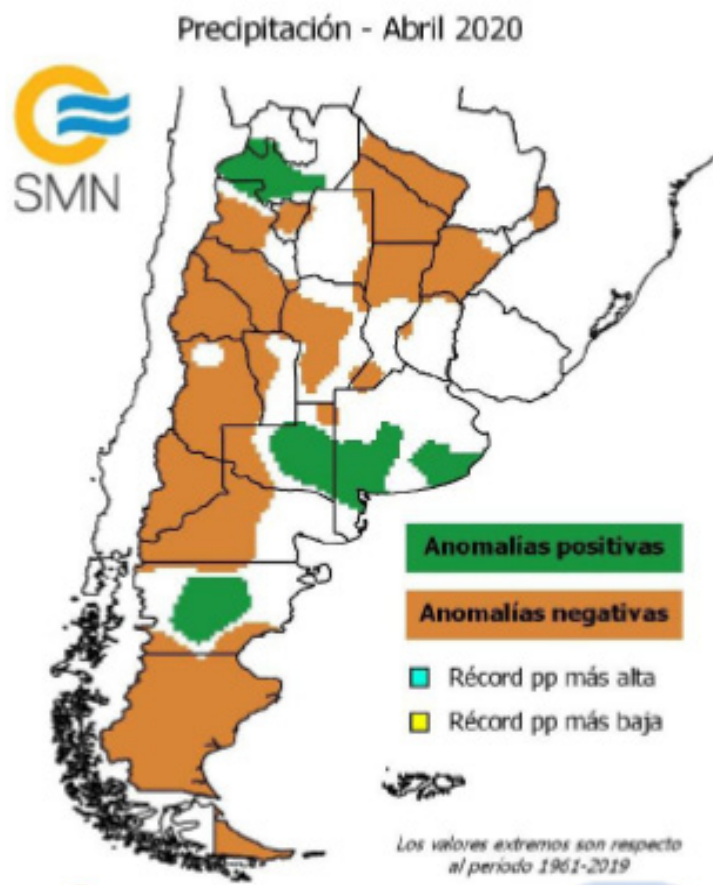 Precipitación - Abril 2020
SMN
Anomalías positivas
Anomalías negativas
Récord pp más alta
Récord pp más baja
Los valores extremos son respecto
al período 1961-2019